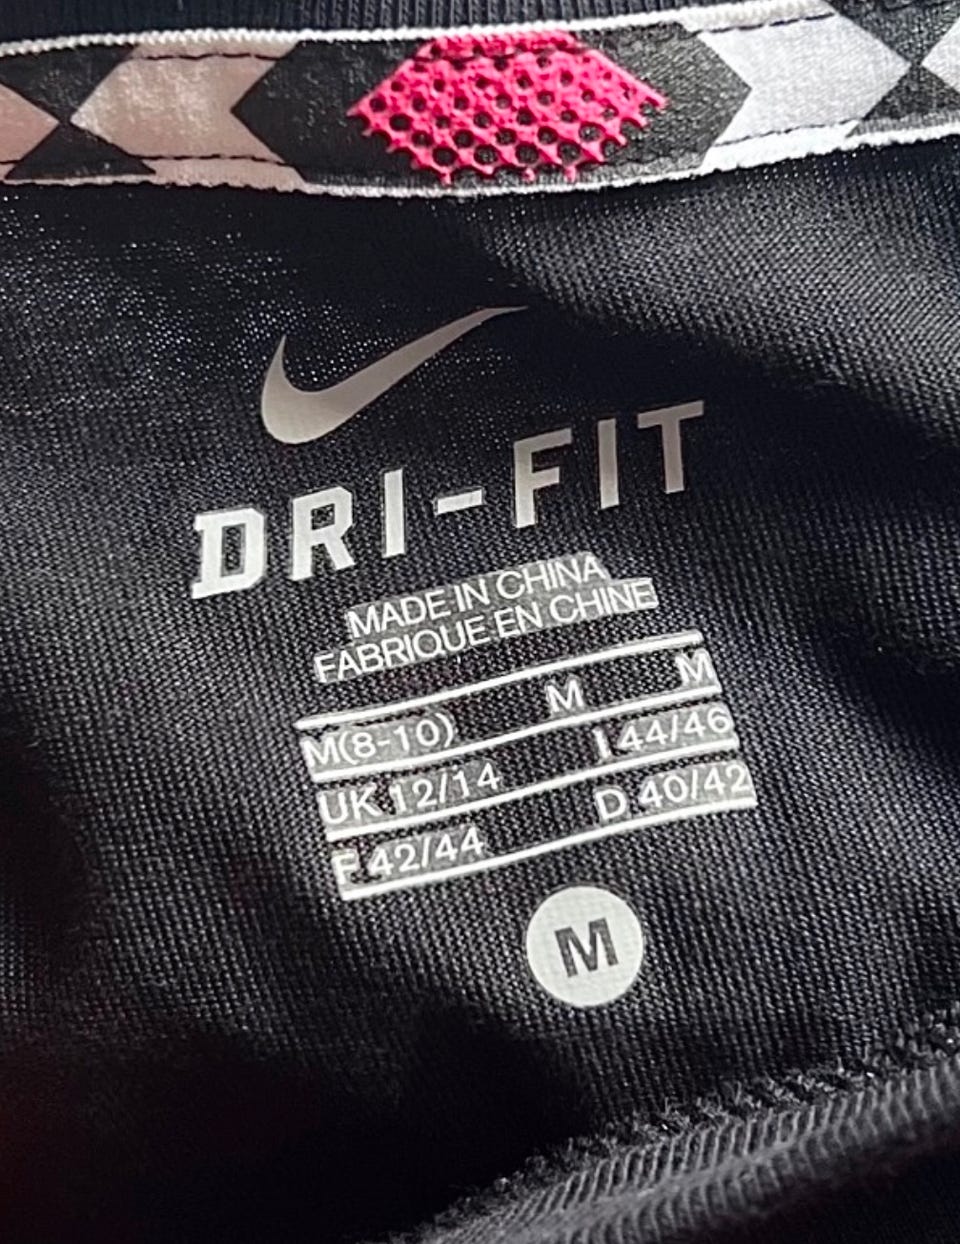 DRI-FIT
MADE IN CHINA
FABRIQUE EN CHINE
M(8-10) M M
UK 12/14 I 44/46
F 42/44 D 40/42
M